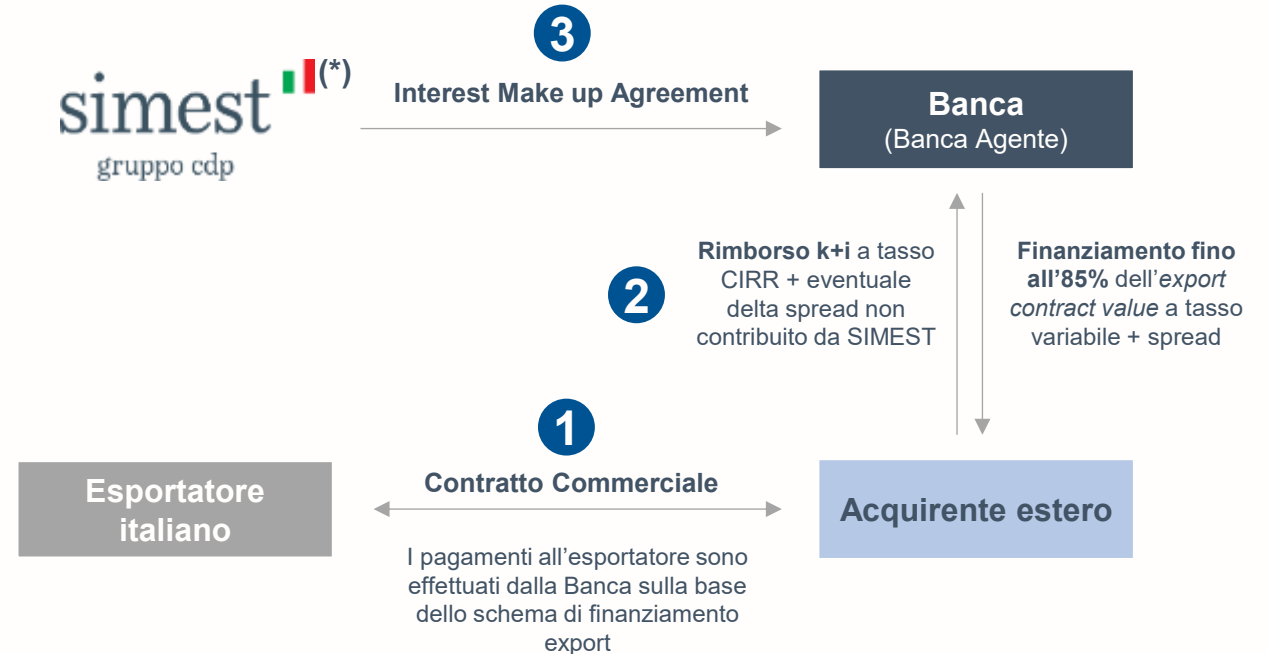 3
simest (*)
gruppo cdp
Interest Make up Agreement
Banca
(Banca Agente)
2
Rimborso k+i a tasso
CIRR + eventuale
delta spread non
contribuito da SIMEST
Finanziamento fino
all'85% dell'export
contract value a tasso
variabile + spread
1
Contratto Commerciale
Esportatore
italiano
Acquirente estero
I pagamenti all'esportatore sono
effettuati dalla Banca sulla base
dello schema di finanziamento
export